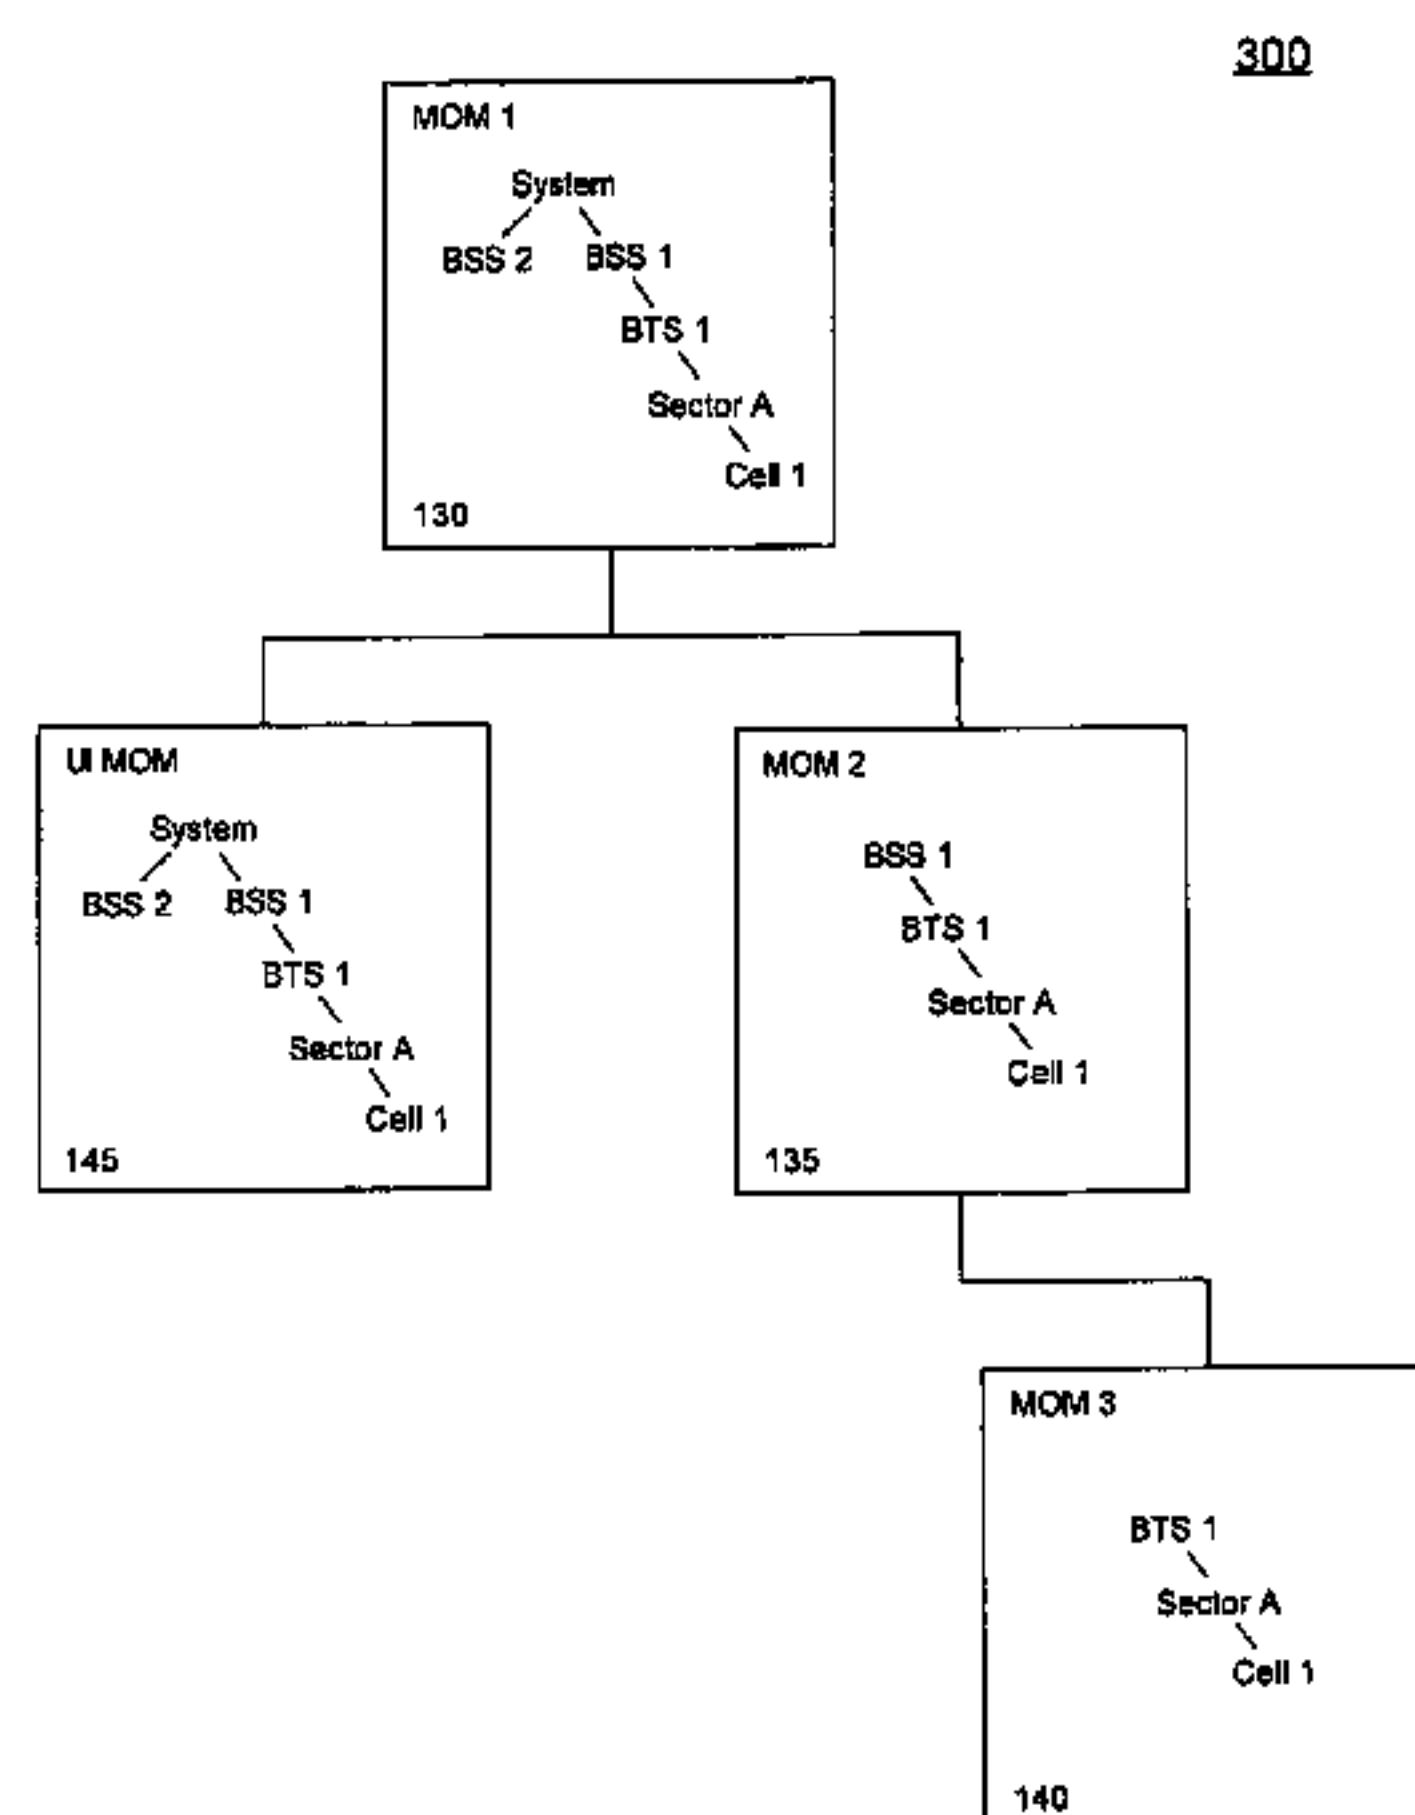 300
MOM 1
System
BSS 2 BSS 1
BTS 1
Sector A
Cell 1
130
UI MOM
System
BSS 2 BSS 1
BTS 1
Sector A
Cell 1
145
MOM 2
BSS 1
BTS 1
Sector A
Cell 1
135
MOM 3
BTS 1
Sector A
Cell 1
140